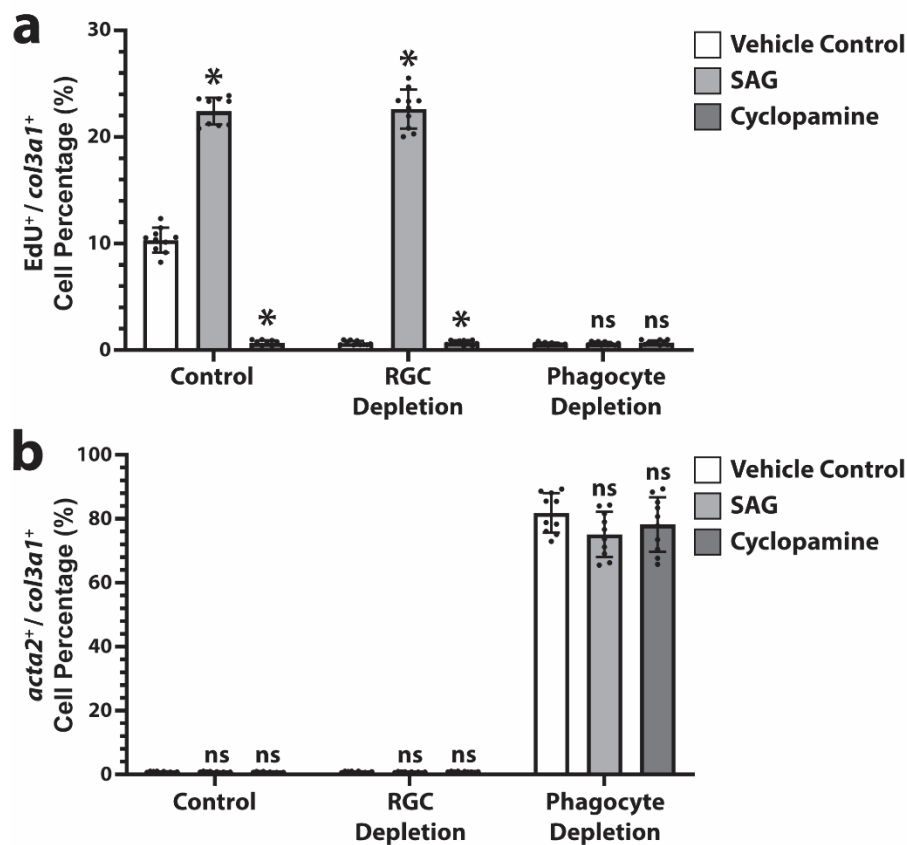 a
EdU⁺ / col3a1⁺
Cell Percentage (%)
30
20
10
0
*
*
*
*
ns
ns
Control
RGC
Depletion
Phagocyte
Depletion
Vehicle Control
SAG
Cyclopamine
b
acta2⁺ / col3a1⁺
Cell Percentage (%)
100
80
60
40
20
0
ns
ns
ns
ns
ns
ns
Control
RGC
Depletion
Phagocyte
Depletion
Vehicle Control
SAG
Cyclopamine